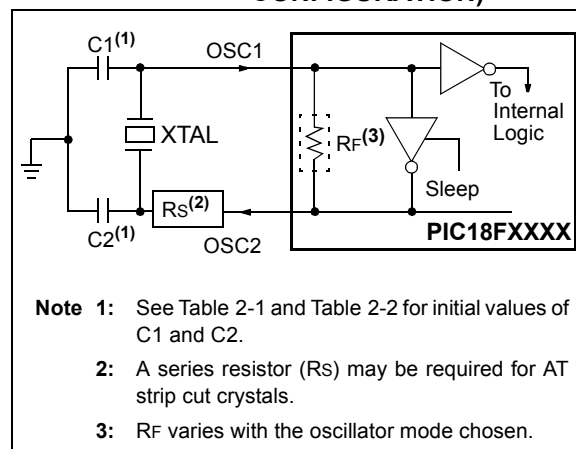 C1(1)
OSC1
To
Internal
Logic
XTAL
RF(3)
Sleep
RS(2)
C2(1)
OSC2
PIC18FXXXX
Note 1: See Table 2-1 and Table 2-2 for initial values of
C1 and C2.
2: A series resistor (RS) may be required for AT
strip cut crystals.
3: RF varies with the oscillator mode chosen.